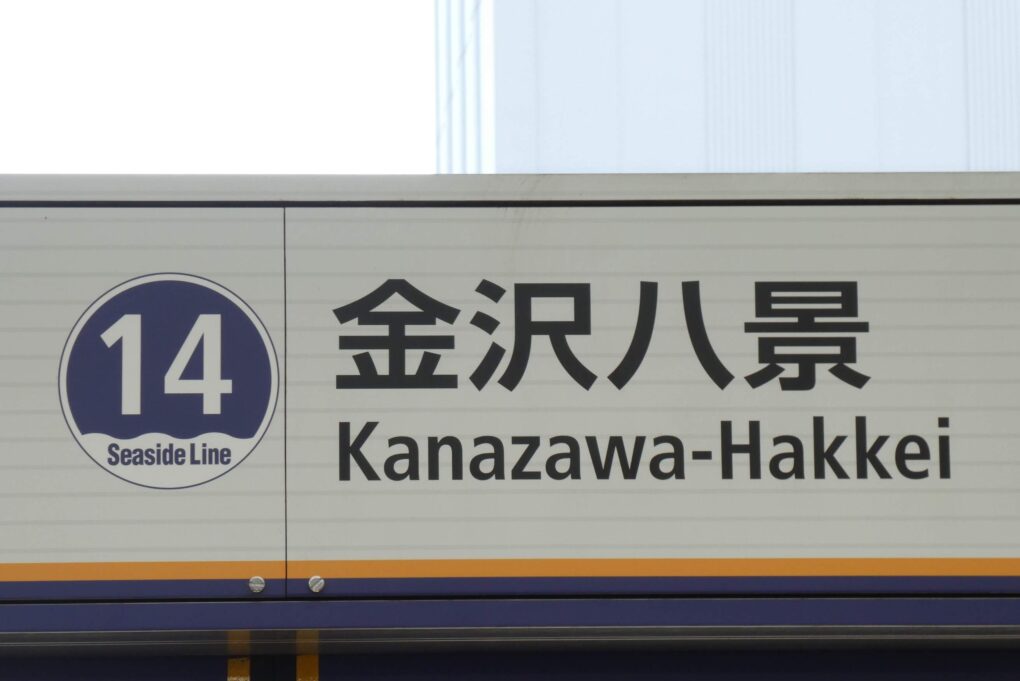 14
Seaside Line
金沢八景
Kanazawa-Hakkei